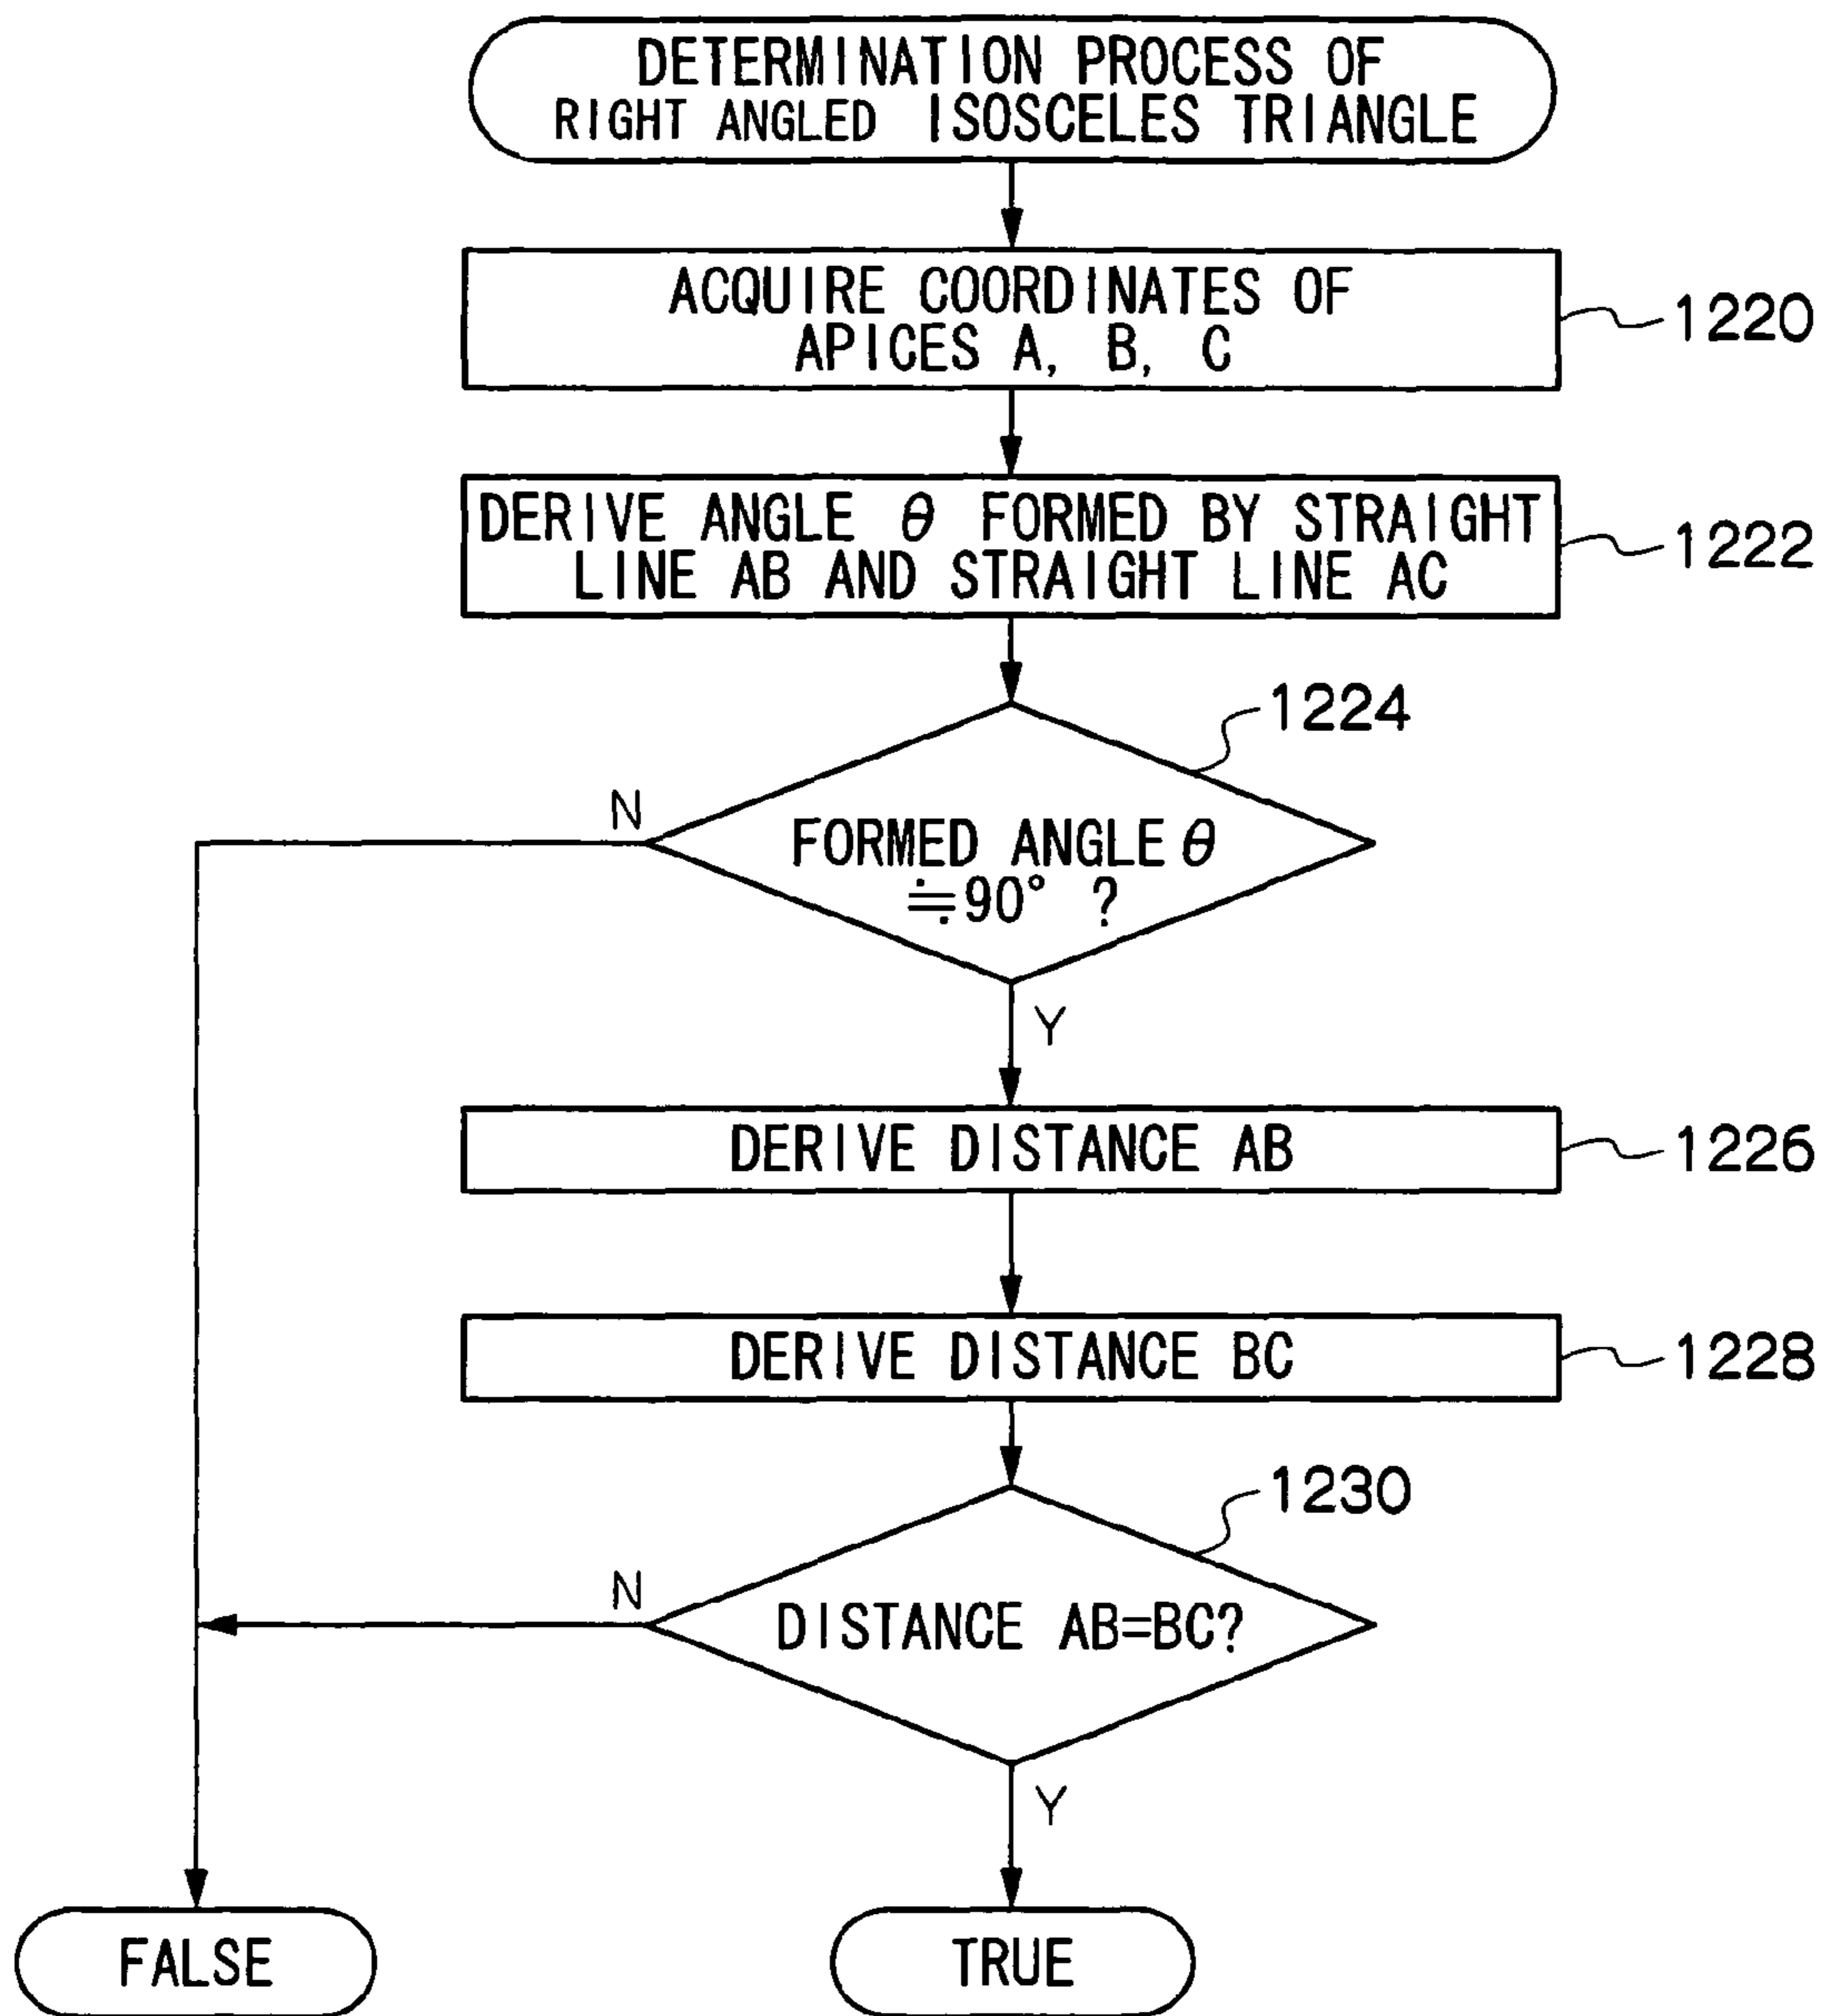 DETERMINATION PROCESS OF
RIGHT ANGLED ISOSCELES TRIANGLE
ACQUIRE COORDINATES OF
APICES A, B, C
1220
DERIVE ANGLE θ FORMED BY STRAIGHT
LINE AB AND STRAIGHT LINE AC
1222
1224
N
FORMED ANGLE θ
≒90° ?
Y
DERIVE DISTANCE AB
1226
DERIVE DISTANCE BC
1228
1230
N
DISTANCE AB=BC?
Y
FALSE
TRUE